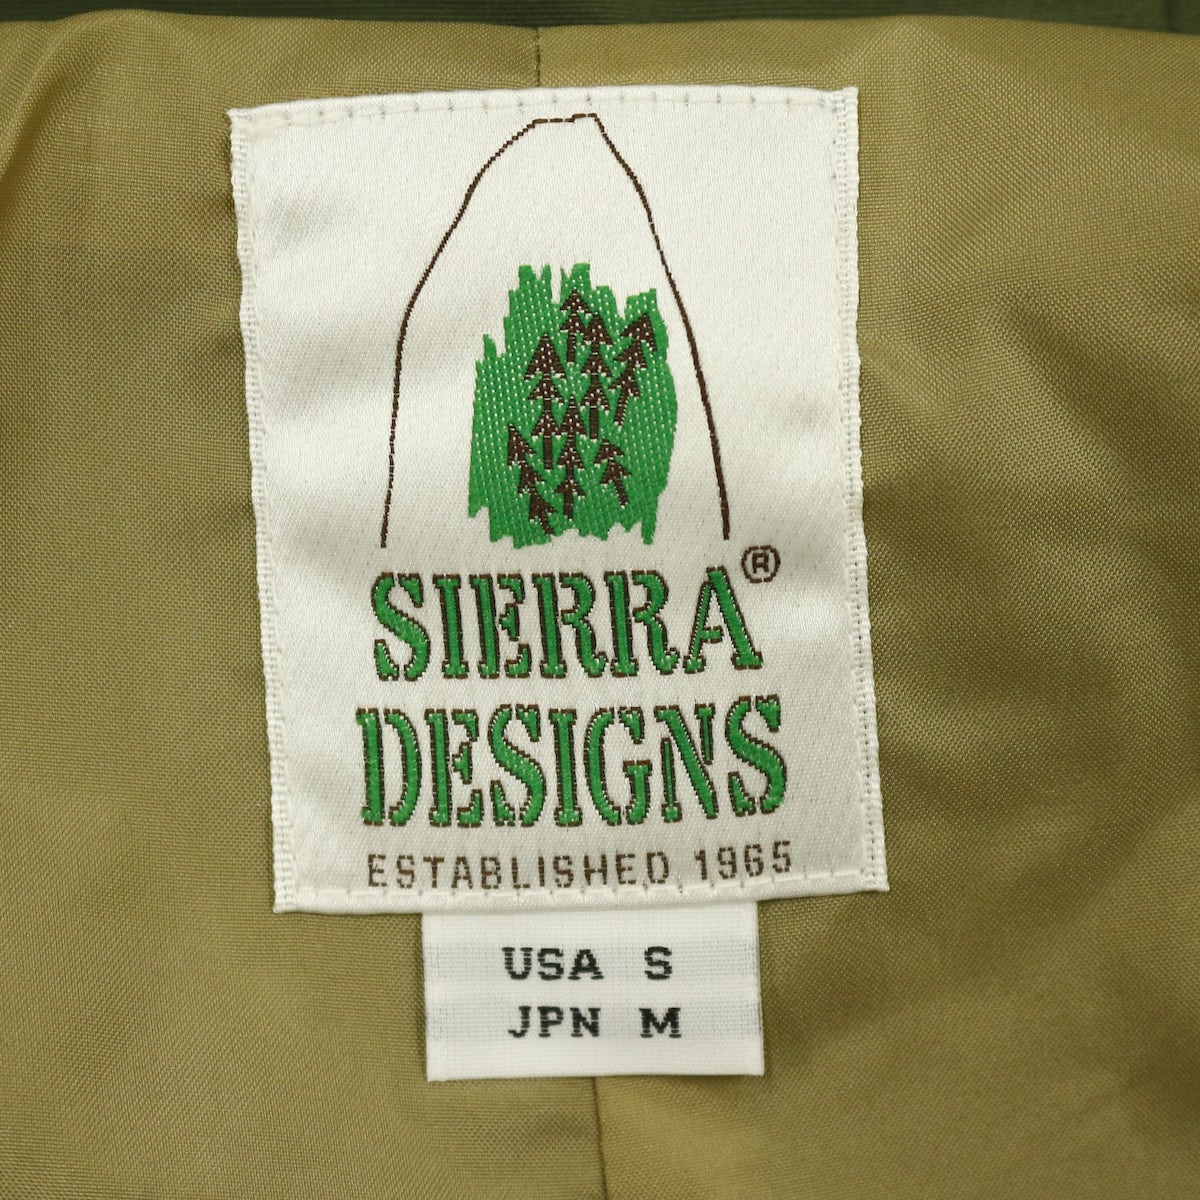 SIERRA®
DESIGNS
ESTABLISHED 1965
USA S
JPN M